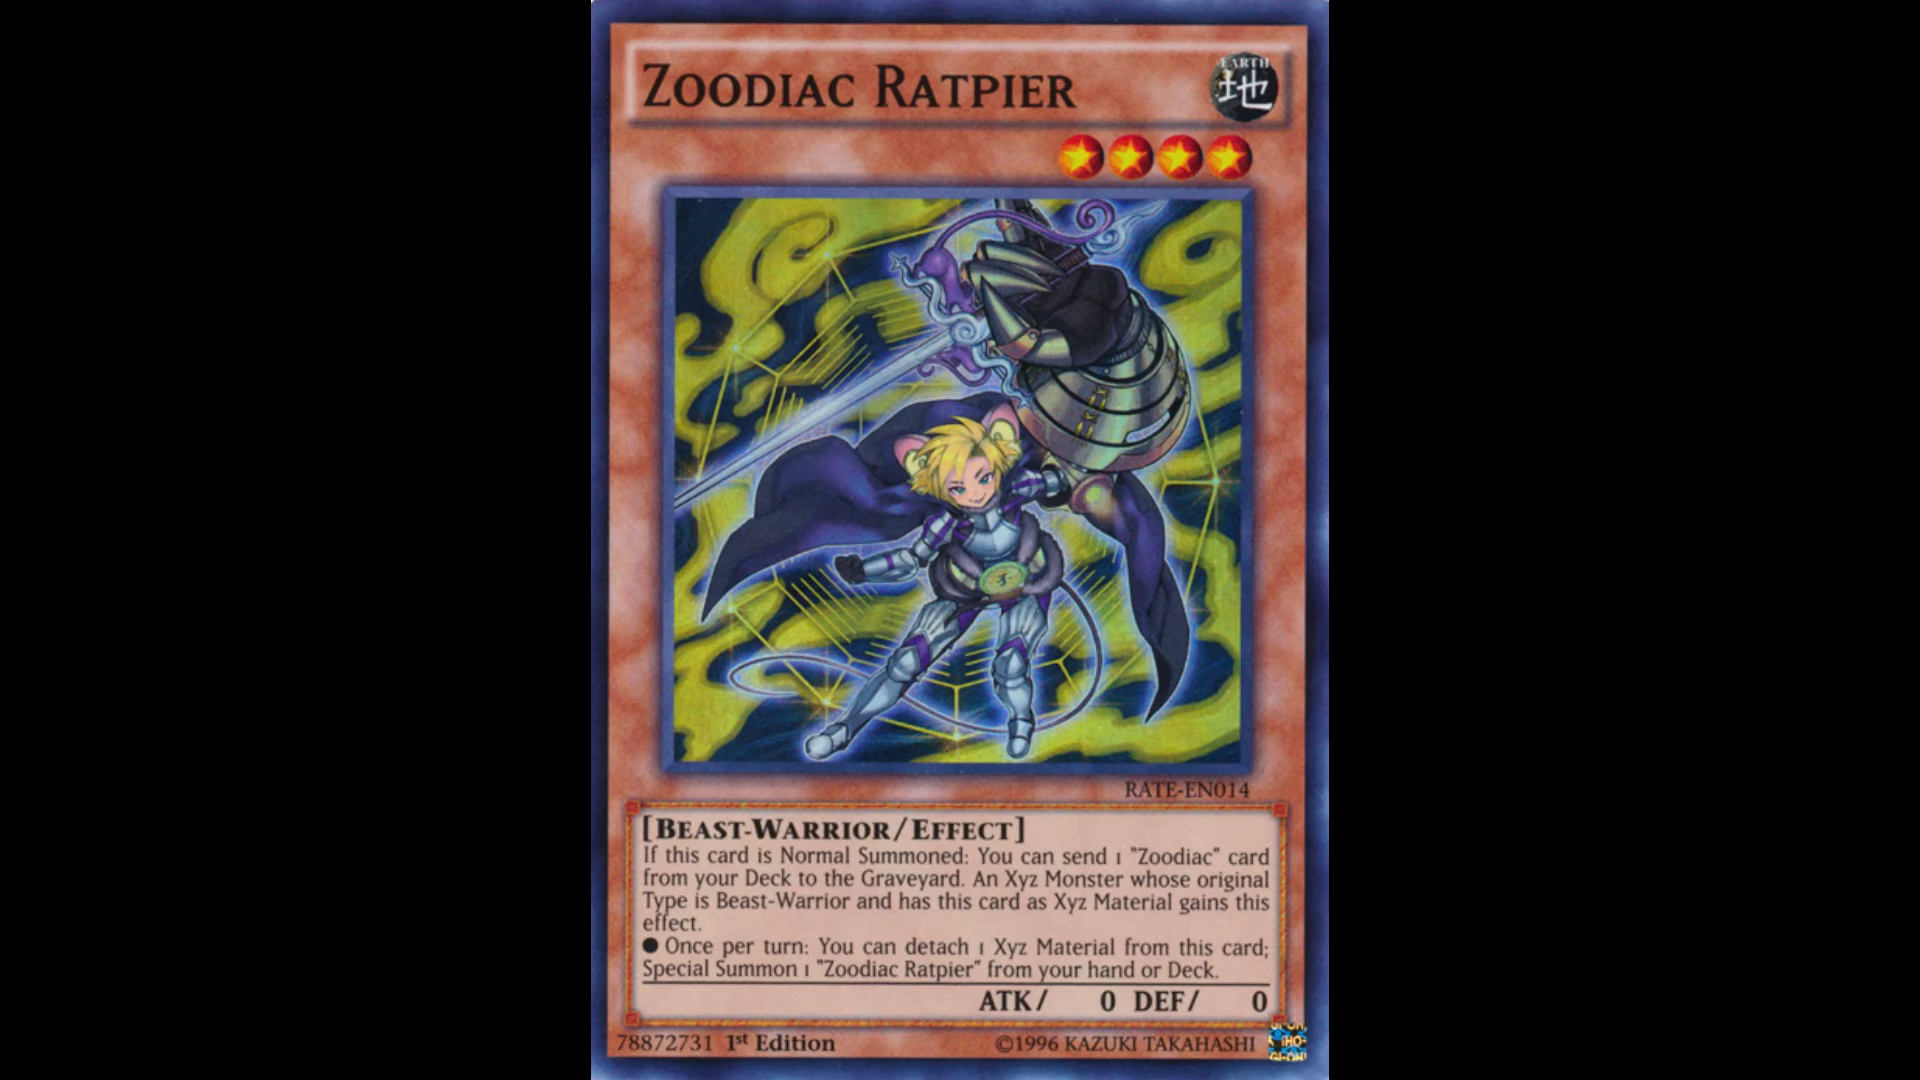 Zoodiac Ratpier
EARTH
地
RATE-EN014
[Beast-Warrior/Effect]
If this card is Normal Summoned: You can send 1 "Zoodiac" card
from your Deck to the Graveyard. An Xyz Monster whose original
Type is Beast-Warrior and has this card as Xyz Material gains this
effect.
● Once per turn: You can detach 1 Xyz Material from this card;
Special Summon 1 "Zoodiac Ratpier" from your hand or Deck.
ATK/ 0 DEF/ 0
78872731 1st Edition ©1996 KAZUKI TAKAHASHI